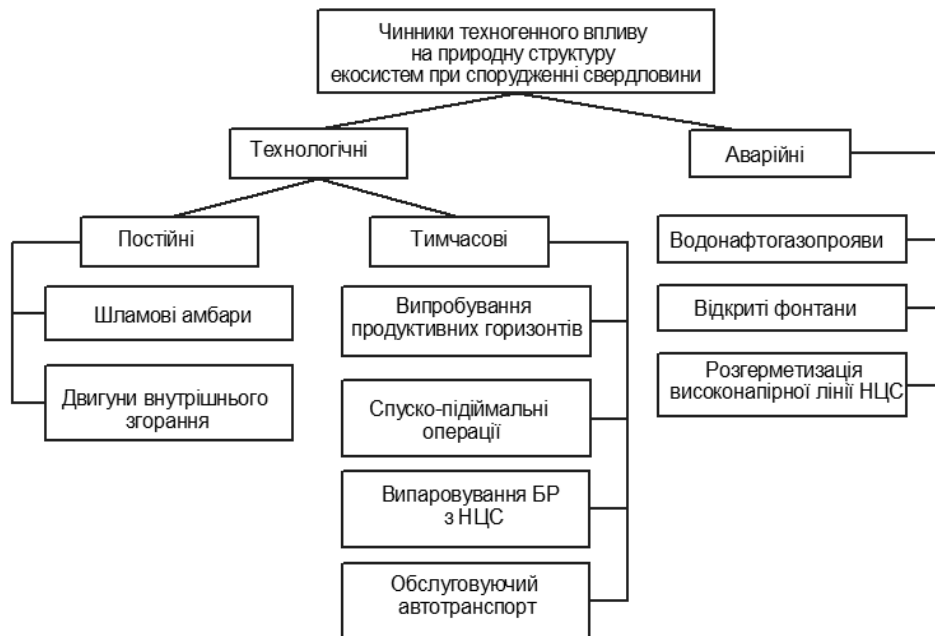 Чинники техногенного впливу
на природну структуру
екосистем при спорудженні свердловини
Технологічні
Аварійні
Постійні
Тимчасові
Водонафтогазопрояви
Шламові амбари
Випробування
продуктивних горизонтів
Відкриті фонтани
Двигуни внутрішнього
згорання
Спуско-підіймальні
операції
Розгерметизація
високонапірної лінії НЦС
Випаровування БР
з НЦС
Обслуговуючий
автотранспорт